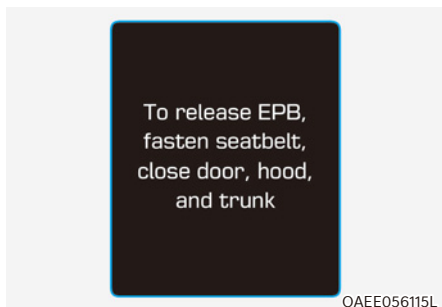 To release EPB,
fasten seatbelt,
close door, hood,
and trunk
OAEE056115L